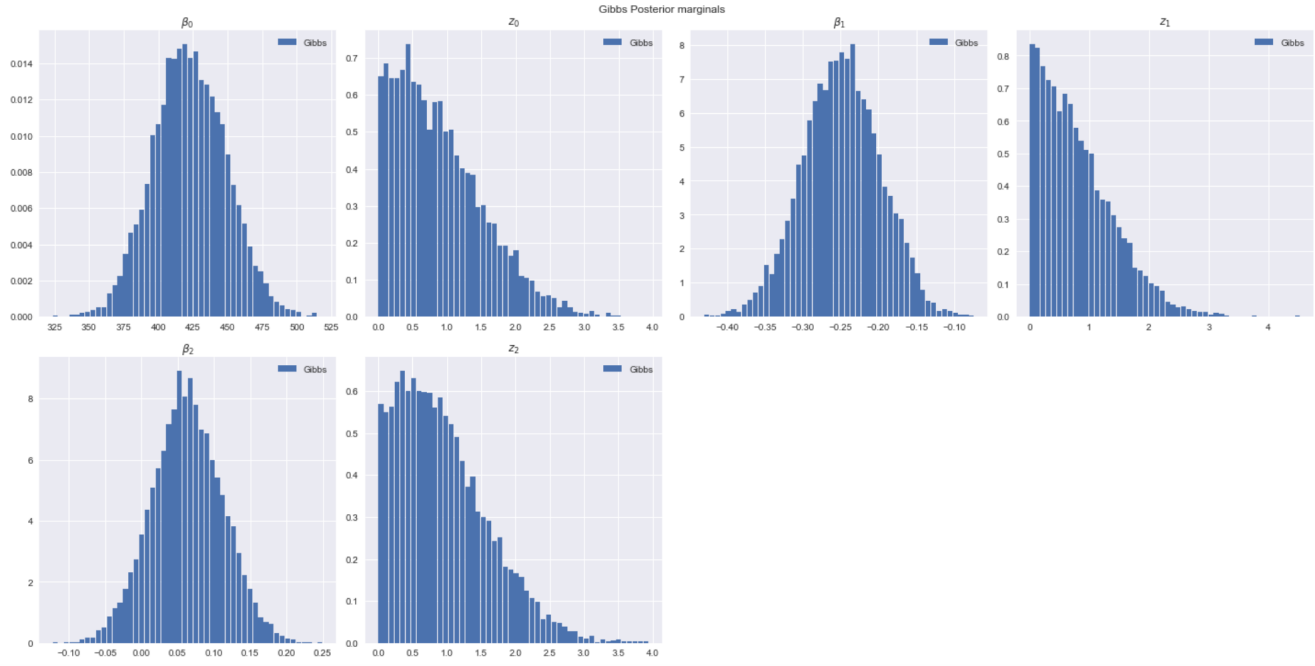 Gibbs Posterior marginals
β₀
Gibbs
0.014
0.012
0.010
0.008
0.006
0.004
0.002
0.000
325 350 375 400 425 450 475 500 525
z₀
Gibbs
0.7
0.6
0.5
0.4
0.3
0.2
0.1
0.0
0.0 0.5 1.0 1.5 2.0 2.5 3.0 3.5 4.0
β₁
Gibbs
8
7
6
5
4
3
2
1
0
−0.40 −0.35 −0.30 −0.25 −0.20 −0.15 −0.10
z₁
Gibbs
0.8
0.7
0.6
0.5
0.4
0.3
0.2
0.1
0.0
0 1 2 3 4
β₂
Gibbs
8
6
4
2
0
−0.10 −0.05 0.00 0.05 0.10 0.15 0.20 0.25
z₂
Gibbs
0.6
0.5
0.4
0.3
0.2
0.1
0.0
0.0 0.5 1.0 1.5 2.0 2.5 3.0 3.5 4.0